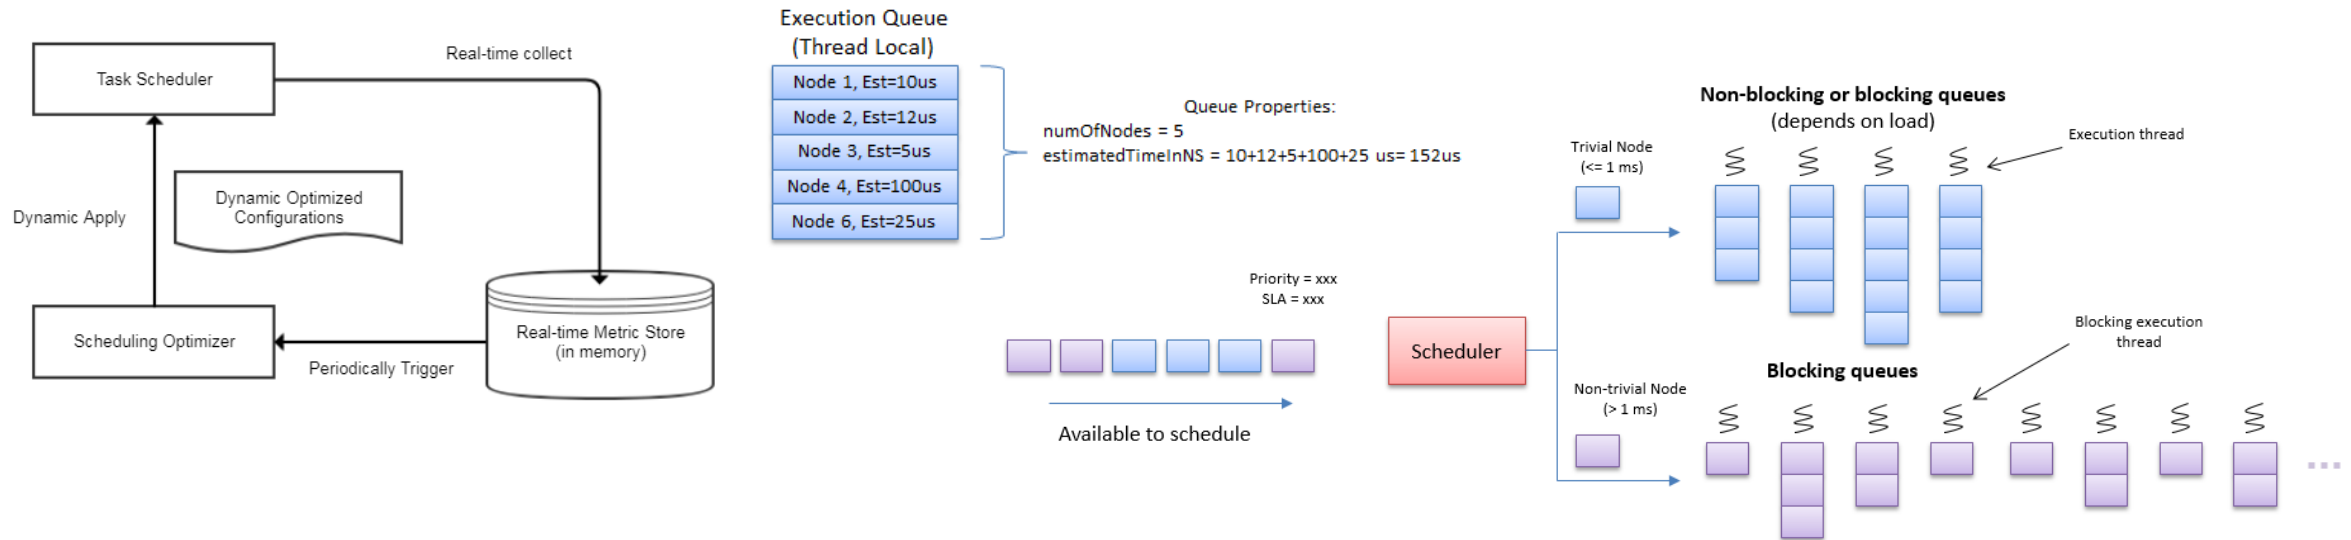 Task Scheduler
Real-time collect
Dynamic Apply
Dynamic Optimized
Configurations
Scheduling Optimizer
Periodically Trigger
Real-time Metric Store
(in memory)
Execution Queue
(Thread Local)
Node 1, Est=10us
Node 2, Est=12us
Node 3, Est=5us
Node 4, Est=100us
Node 6, Est=25us
Queue Properties:
numOfNodes = 5
estimatedTimeInNS = 10+12+5+100+25 us= 152us
Priority = xxx
SLA = xxx
Available to schedule
Scheduler
Trivial Node
(<= 1 ms)
Non-trivial Node
(> 1 ms)
Non-blocking or blocking queues
(depends on load)
Execution thread
Blocking execution
thread
Blocking queues
...